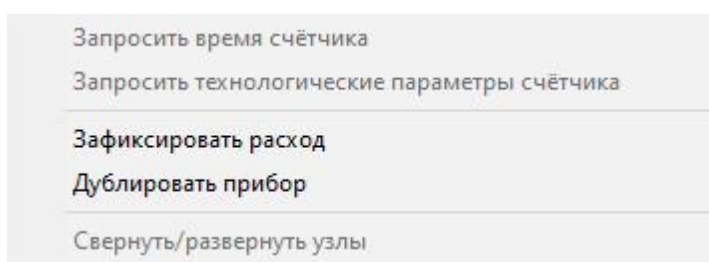 Запросить время счётчика
Запросить технологические параметры счётчика
Зафиксировать расход
Дублировать прибор
Свернуть/развернуть узлы